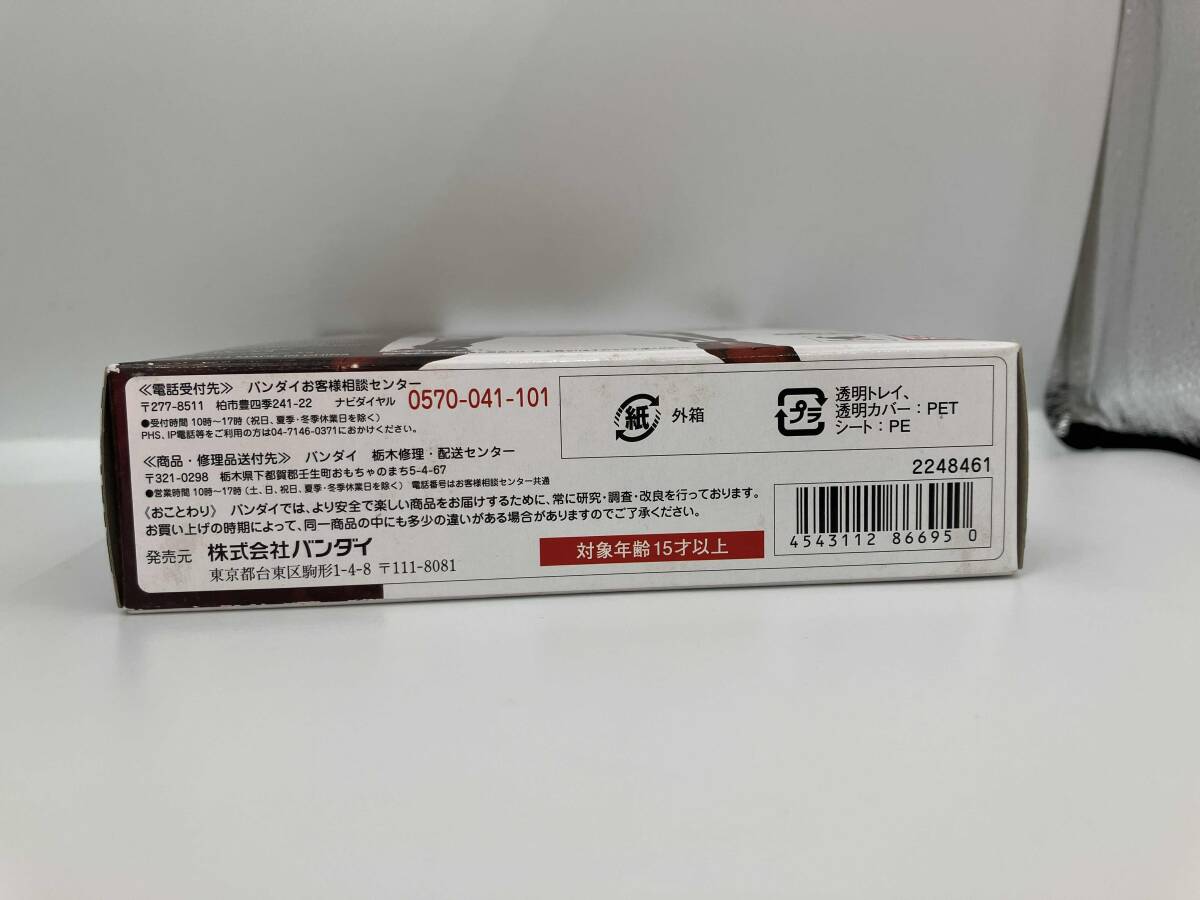 ≪電話受付先≫ バンダイお客様相談センター
〒277-8511 柏市豊四季241-22 ナビダイヤル 0570-041-101
●受付時間 10時〜17時 (祝日、夏季・冬季休業日を除く)
PHS、IP電話等をご利用の方は04-7146-0371におかけください。
≪商品・修理品送付先≫ バンダイ 栃木修理・配送センター
〒321-0298 栃木県下都賀郡壬生町おもちゃのまち5-4-67
●営業時間 10時〜17時 (土、日、祝日、夏季・冬季休業日を除く) 電話番号はお客様相談センター共通
《おことわり》 バンダイでは、より安全で楽しい商品をお届けするために、常に研究・調査・改良を行っております。
お買い上げの時期によって、同一商品の中にも多少の違いがある場合がありますのでご了承ください。
発売元 株式会社バンダイ
東京都台東区駒形1-4-8 〒111-8081
対象年齢15才以上
紙 外箱
プラ 透明トレイ、
透明カバー:PET
シート:PE
2248461
4543112 866950